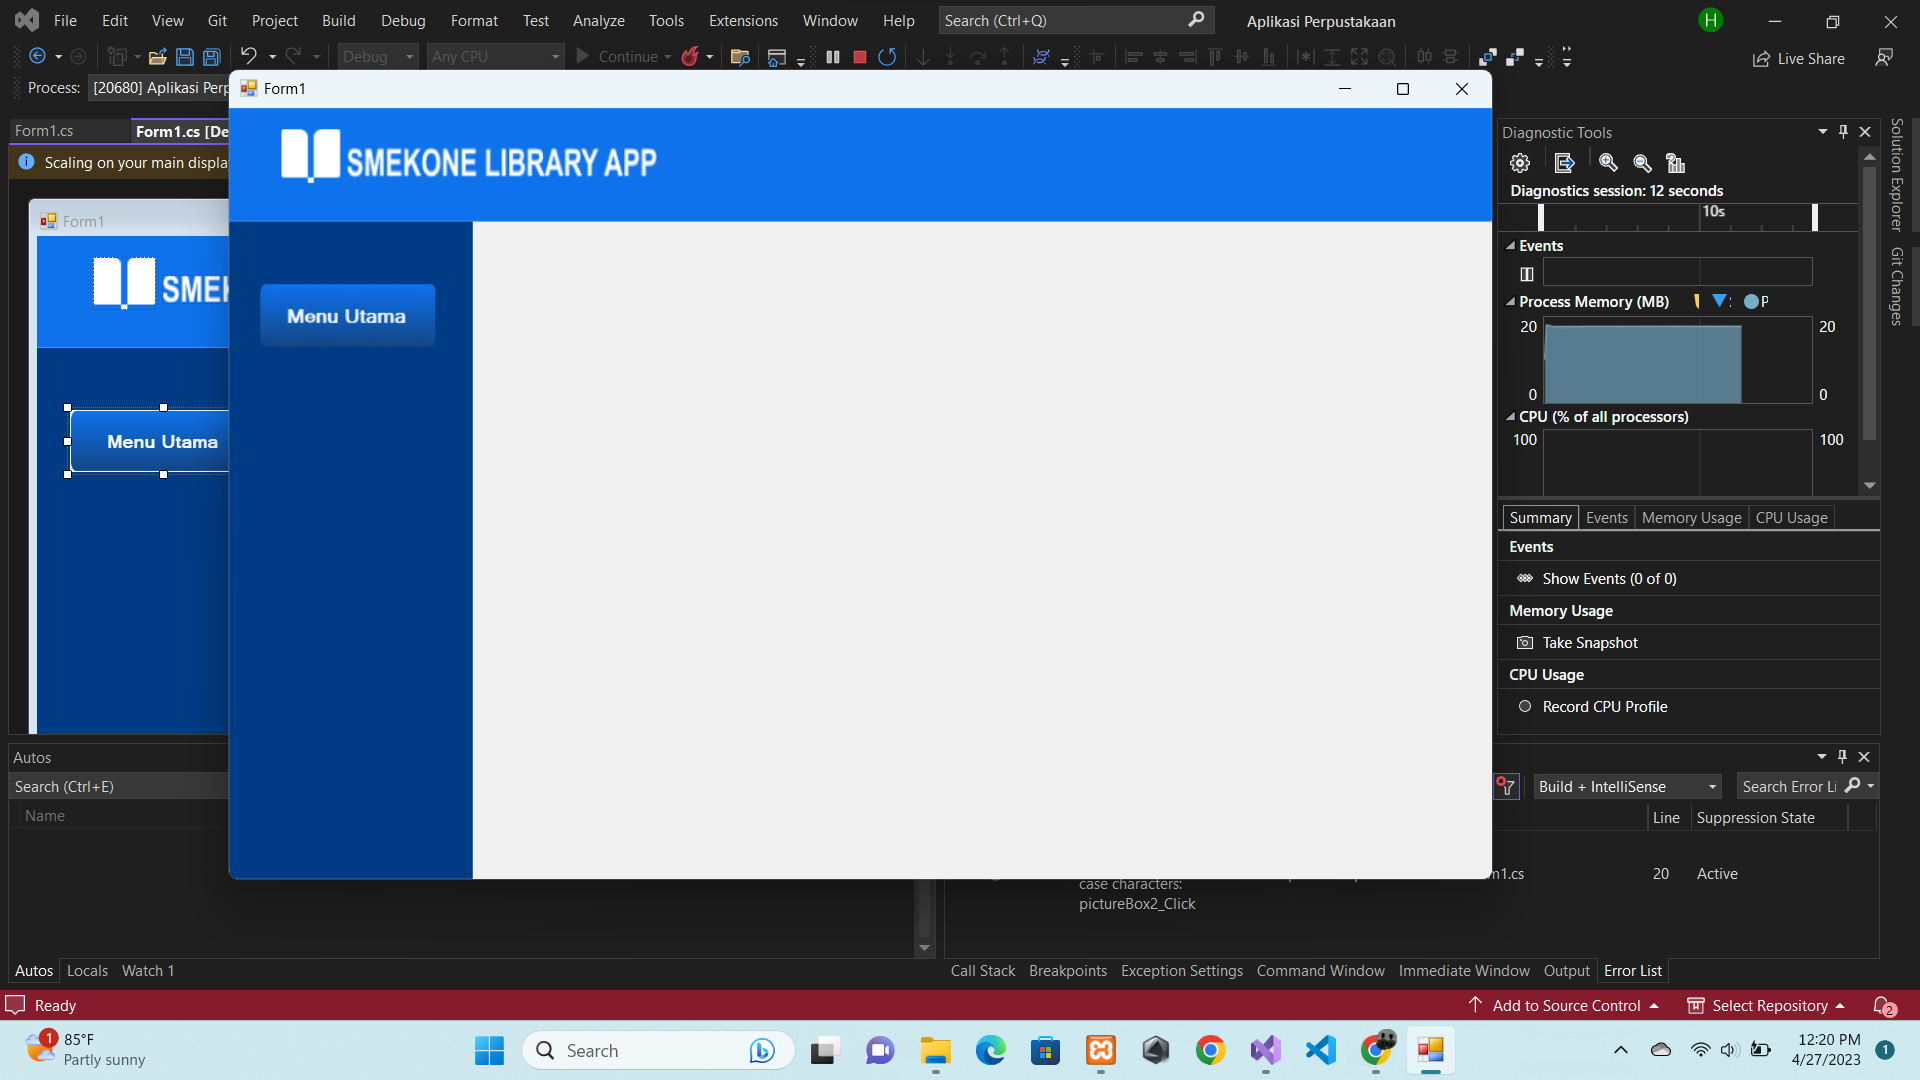 File Edit View Git Project Build Debug Format Test Analyze Tools Extensions Window Help Search (Ctrl+Q) Aplikasi Perpustakaan H
Debug Any CPU Continue Live Share
Process: [20680] Aplikasi Perp
Form1
Form1.cs Form1.cs [De
Scaling on your main displa
Form1
SMEK
Menu Utama
SMEKONE LIBRARY APP
Menu Utama
Diagnostic Tools
Diagnostics session: 12 seconds
10s
Events
Process Memory (MB) P
20 20
0 0
CPU (% of all processors)
100 100
Summary Events Memory Usage CPU Usage
Events
Show Events (0 of 0)
Memory Usage
Take Snapshot
CPU Usage
Record CPU Profile
Solution Explorer
Git Changes
Autos
Search (Ctrl+E)
Name
Autos Locals Watch 1
Build + IntelliSense Search Error Li
Line Suppression State
m1.cs 20 Active
case characters:
pictureBox2_Click
Call Stack Breakpoints Exception Settings Command Window Immediate Window Output Error List
Ready Add to Source Control Select Repository 2
1 85°F
Partly sunny
Search
12:20 PM
4/27/2023
1